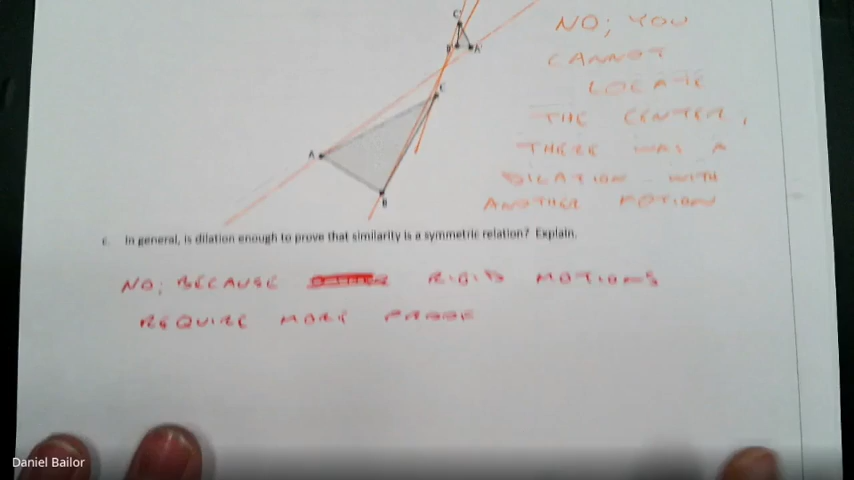 C'
NO; YOU
B' A'
CANNOT
LOCATE
C
THE CENTER;
THERE WAS A
A
DILATION WITH
B
ANOTHER MOTION
c. In general, is dilation enough to prove that similarity is a symmetric relation? Explain.
NO; BECAUSE RIGID MOTIONS
REQUIRE MORE PROOF
Daniel Bailor